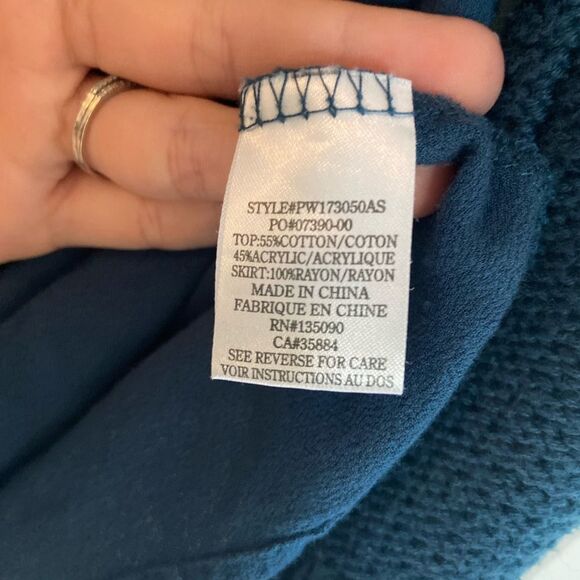 STYLE#PW173050AS
PO#07390-00
TOP:55%COTTON/COTON
45%ACRYLIC/ACRYLIQUE
SKIRT:100%RAYON/RAYON
MADE IN CHINA
FABRIQUE EN CHINE
RN#135090
CA#35884
SEE REVERSE FOR CARE
VOIR INSTRUCTIONS AU DOS